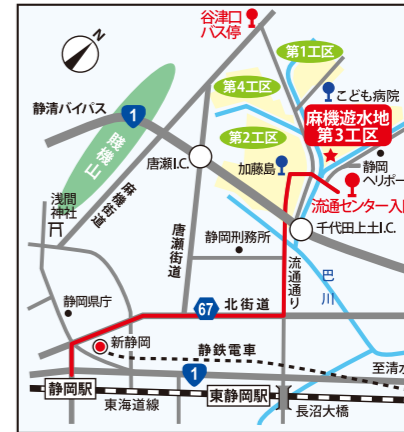 N
谷津口
バス停
第1工区
第4工区
こども病院
静清バイパス
1
麻機遊水地
第3工区
第2工区
賤機山
唐瀬I.C.
加藤島
静岡
ヘリポー
麻機街道
流通センター入口
浅間
神社
唐瀬街道
静岡刑務所
千代田上土I.C.
流通通り
巴川
静岡県庁
67
北街道
新静岡
静鉄電車
至清水
静岡駅
1
東静岡駅
東海道線
長沼大橋